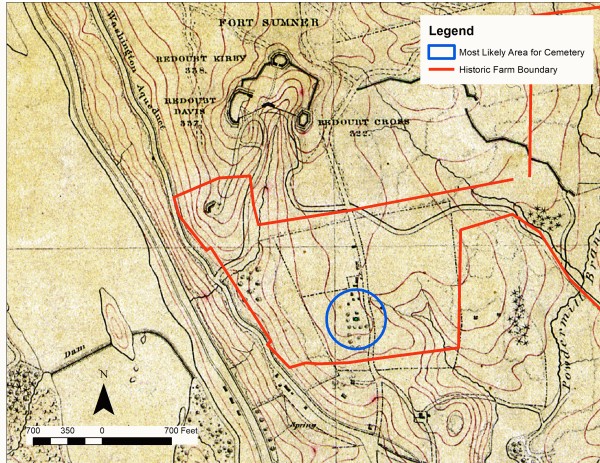 FORT SUMNER
REDOUBT KIRBY
338.
REDOUBT
DAVIS
337.
REDOUBT CROSS
322.
Washington Aqueduct
Legend
Most Likely Area for Cemetery
Historic Farm Boundary
Powdermill Bran
Dam
Spring
N
700 350 0 700 Feet